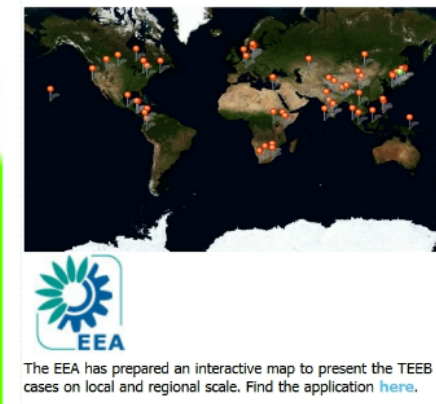 EEA
The EEA has prepared an interactive map to present the TEEB
cases on local and regional scale. Find the application here.